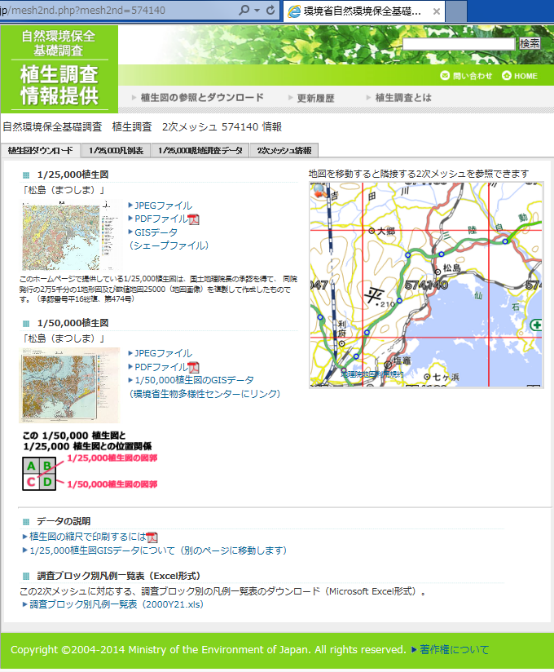 jp/mesh2nd.php?mesh2nd=574140
環境省自然環境保全基礎...
自然環境保全
基礎調査
植生調査
情報提供
検索
問い合わせ
HOME
植生図の参照とダウンロード
更新履歴
植生調査とは
自然環境保全基礎調査 植生調査 2次メッシュ 574140 情報
植生図ダウンロード
1/25,000凡例表
1/25,000現地調査データ
2次メッシュ情報
1/25,000植生図
「松島（まつしま）」
JPEGファイル
PDFファイル
GISデータ
（シェープファイル）
このホームページで提供している1/25,000植生図は、国土地理院長の承認を得て、同院
発行の2万5千分の1地形図及び数値地図25000（地図画像）を複製して作成したもので
す。（承認番号平16総複、第474号）
1/50,000植生図
「松島（まつしま）」
JPEGファイル
PDFファイル
1/50,000植生図のGISデータ
（環境省生物多様性センターにリンク）
この 1/50,000 植生図と
1/25,000 植生図との位置関係
1/25,000植生図の図郭
A B
C D
1/50,000植生図の図郭
地図を移動すると隣接する2次メッシュを参照できます
吉
田
川
川
動
自
陸
三
大郷
松島
047
574140
平
210
仙
石
利
府
塩竈
七ヶ浜
データの説明
植生図の縮尺で印刷するには
1/25,000植生図GISデータについて（別のページに移動します）
調査ブロック別凡例一覧表（Excel形式）
この2次メッシュに対応する、調査ブロック別の凡例一覧表のダウンロード（Microsoft Excel形式）。
調査ブロック別凡例一覧表（2000Y21.xls）
Copyright ©2004-2014 Ministry of the Environment of Japan. All rights reserved.
著作権について